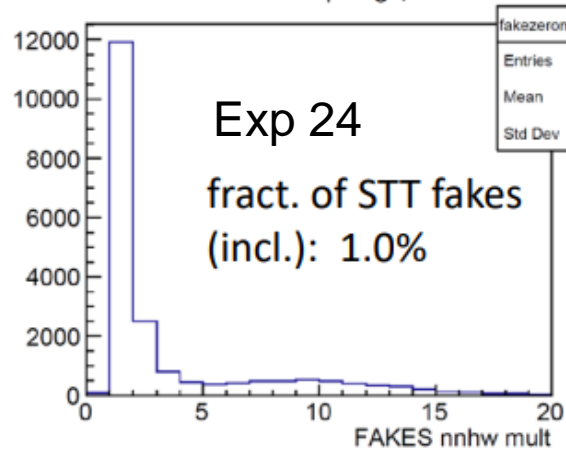 fakezeron
12000
Entries
Mean
Std Dev
10000
Exp 24
8000
fract. of STT fakes
6000
(incl.): 1.0%
4000
2000
0
0 5 10 15 20
FAKES nnhw mult